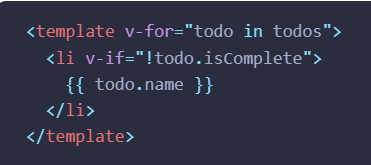 <template v-for="todo in todos">
  <li v-if="!todo.isComplete">
    {{ todo.name }}
  </li>
</template>